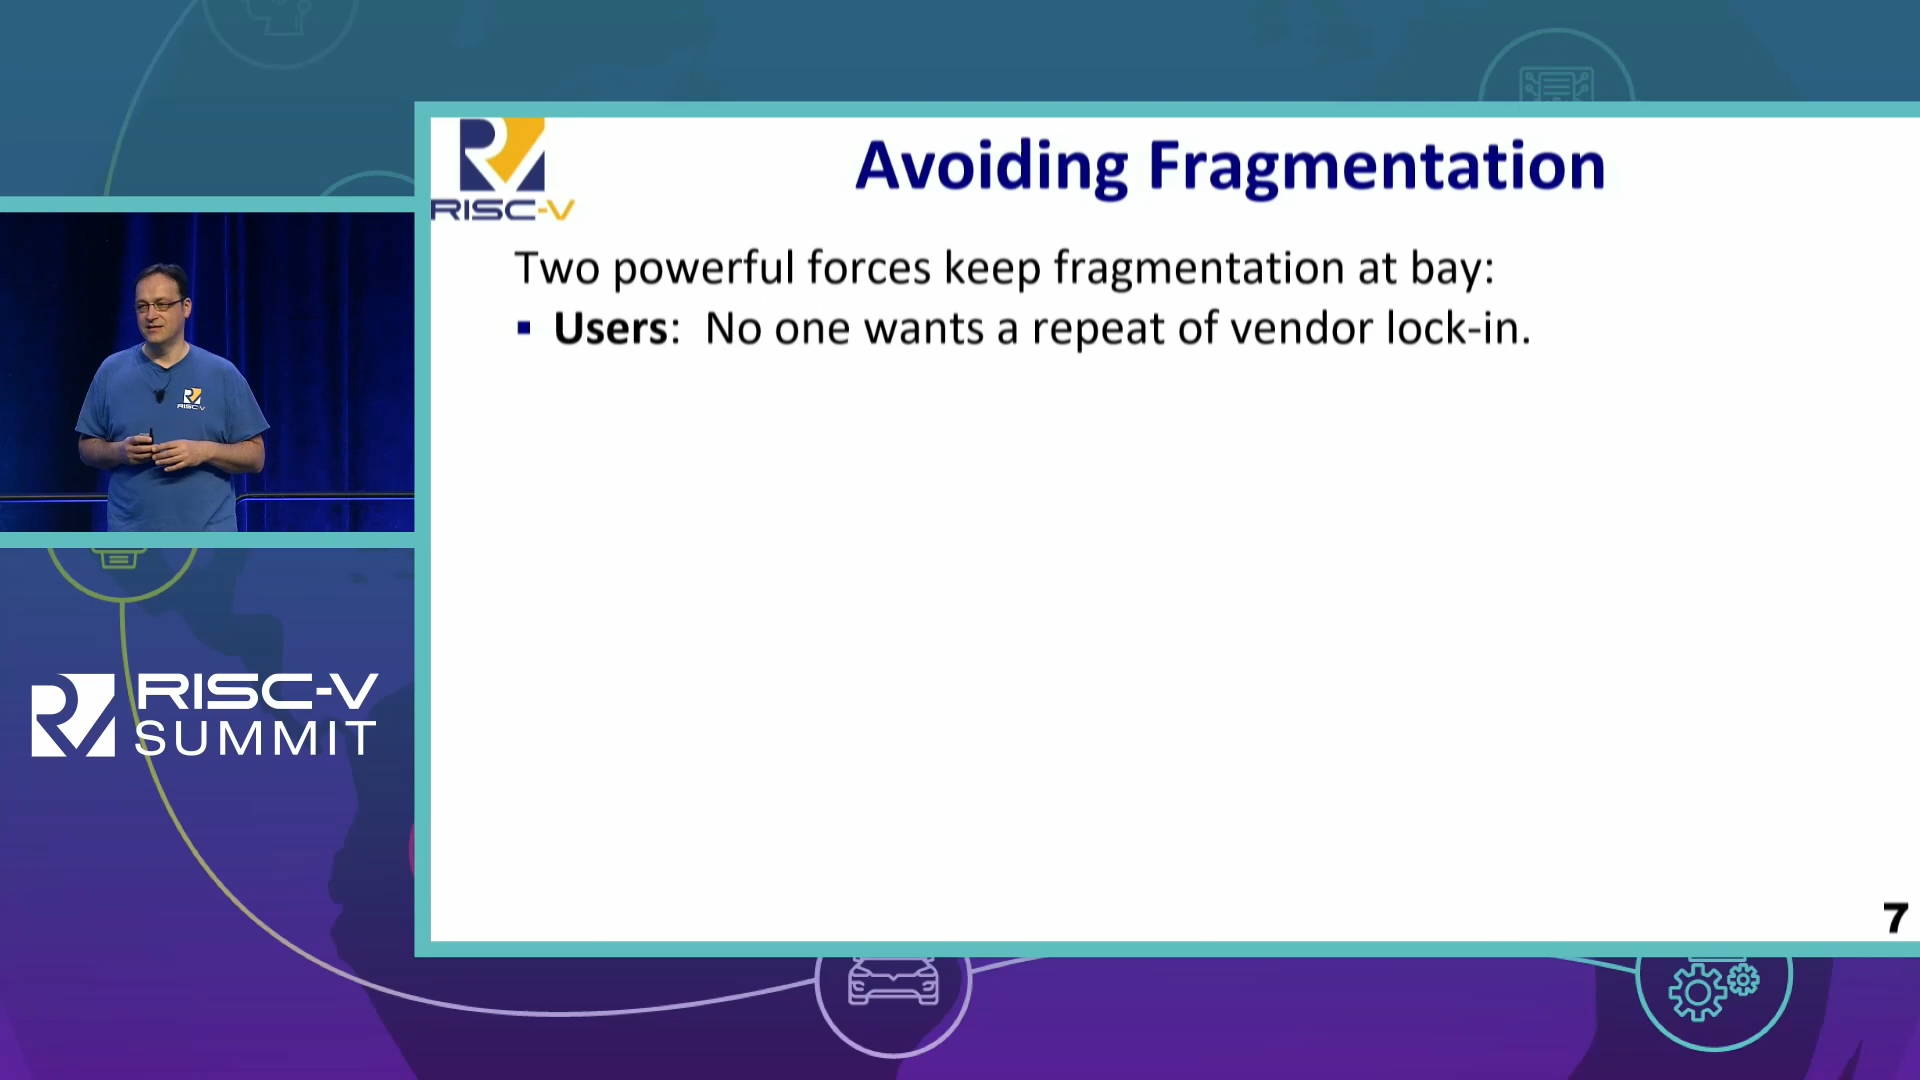 RISC-V
Avoiding Fragmentation
Two powerful forces keep fragmentation at bay:
▪ Users: No one wants a repeat of vendor lock-in.
7
RISC-V
RISC-V
SUMMIT